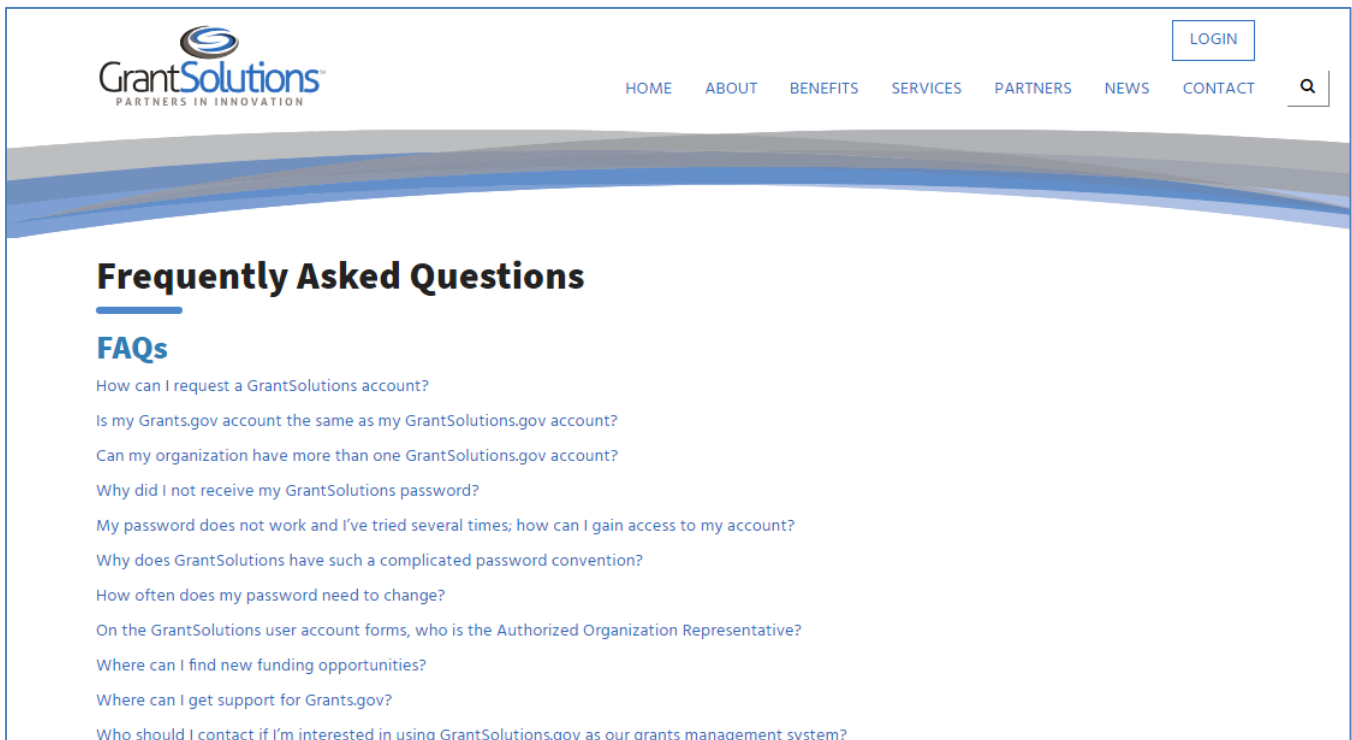 LOGIN
GrantSolutions™
PARTNERS IN INNOVATION
HOME ABOUT BENEFITS SERVICES PARTNERS NEWS CONTACT
Frequently Asked Questions
FAQs
How can I request a GrantSolutions account?
Is my Grants.gov account the same as my GrantSolutions.gov account?
Can my organization have more than one GrantSolutions.gov account?
Why did I not receive my GrantSolutions password?
My password does not work and I’ve tried several times; how can I gain access to my account?
Why does GrantSolutions have such a complicated password convention?
How often does my password need to change?
On the GrantSolutions user account forms, who is the Authorized Organization Representative?
Where can I find new funding opportunities?
Where can I get support for Grants.gov?
Who should I contact if I’m interested in using GrantSolutions.gov as our grants management system?